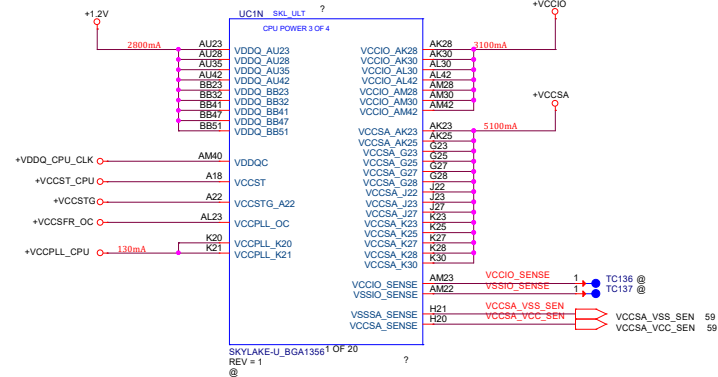 +1.2V
2800mA
UC1N SKL_ULT ?
CPU POWER 3 OF 4
+VCCIO
3100mA
+VCCSA
5100mA
AU23 VDDQ_AU23
AU28 VDDQ_AU28
AU35 VDDQ_AU35
AU42 VDDQ_AU42
BB23 VDDQ_BB23
BB32 VDDQ_BB32
BB41 VDDQ_BB41
BB47 VDDQ_BB47
BB51 VDDQ_BB51
+VDDQ_CPU_CLK AM40 VDDQC
+VCCST_CPU A18 VCCST
+VCCSTG A22 VCCSTG_A22
+VCCSFR_OC AL23 VCCPLL_OC
K20 VCCPLL_K20
+VCCPLL_CPU 130mA K21 VCCPLL_K21
VCCIO_AK28 AK28
VCCIO_AK30 AK30
VCCIO_AL30 AL30
VCCIO_AL42 AL42
VCCIO_AM28 AM28
VCCIO_AM30 AM30
VCCIO_AM42 AM42
VCCSA_AK23 AK23
VCCSA_AK25 AK25
VCCSA_G23 G23
VCCSA_G25 G25
VCCSA_G27 G27
VCCSA_G28 G28
VCCSA_J22 J22
VCCSA_J23 J23
VCCSA_J27 J27
VCCSA_K23 K23
VCCSA_K25 K25
VCCSA_K27 K27
VCCSA_K28 K28
VCCSA_K30 K30
VCCIO_SENSE AM23 VCCIO_SENSE 1 TC136 @
VSSIO_SENSE AM22 VSSIO_SENSE 1 TC137 @
VSSSA_SENSE H21 VCCSA_VSS_SEN VCCSA_VSS_SEN 59
VCCSA_SENSE H20 VCCSA_VCC_SEN VCCSA_VCC_SEN 59
SKYLAKE-U_BGA1356 1 OF 20
REV = 1 ?
@